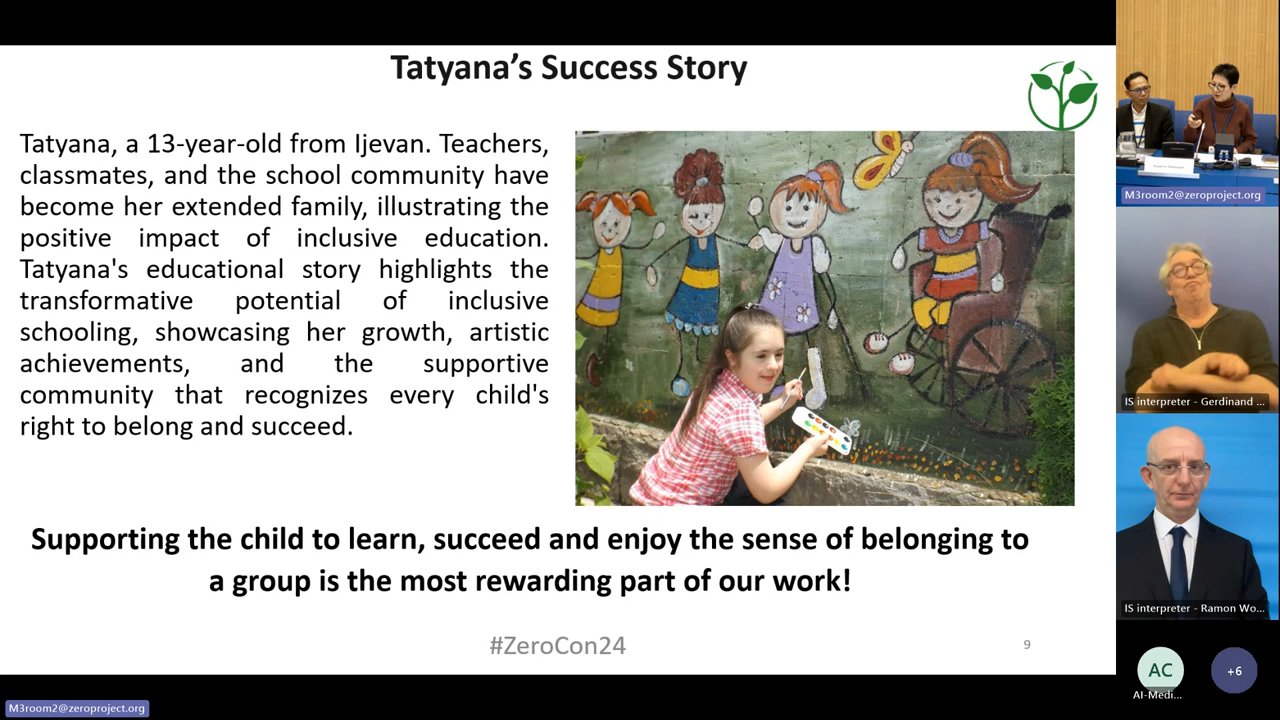 Tatyana’s Success Story
Tatyana, a 13-year-old from Ijevan. Teachers,
classmates, and the school community have
become her extended family, illustrating the
positive impact of inclusive education.
Tatyana's educational story highlights the
transformative potential of inclusive
schooling, showcasing her growth, artistic
achievements, and the supportive
community that recognizes every child's
right to belong and succeed.
Supporting the child to learn, succeed and enjoy the sense of belonging to
a group is the most rewarding part of our work!
#ZeroCon24
9
M3room2@zeroproject.org
M3room2@zeroproject.org
IS interpreter - Gerdinand ...
IS interpreter - Ramon Wo...
AC
AI-Medi...
+6